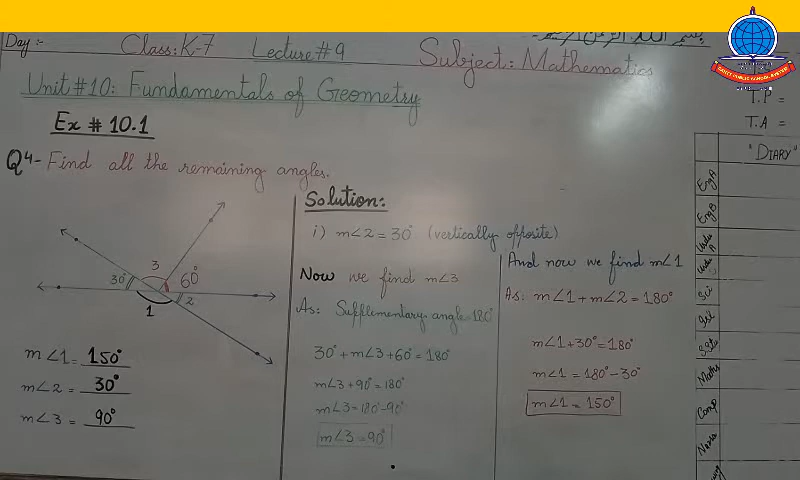 Day :-
Class: K-7
Lecture # 9
Subject: Mathematics
Unit #10: Fundamentals of Geometry
Ex # 10.1
Q4- Find all the remaining angles.
3
30°
60°
2
1
m∠1= 150°
m∠2 = 30°
m∠3 = 90°
Solution:-
i) m∠2 = 30° (vertically opposite)
Now we find m∠3
As: Supplementary angle=180°
30°+m∠3+60°=180°
m∠3+90°=180°
m∠3=180°-90°
m∠3=90°
And now we find m∠1
As: m∠1+m∠2=180°
m∠1+30°=180°
m∠1 = 180°-30°
m∠1 = 150°
T.P =
T.A =
"DIARY"
Eng A
Eng B
Urdu A
Sci
Isl
Sst
Maths
Comp